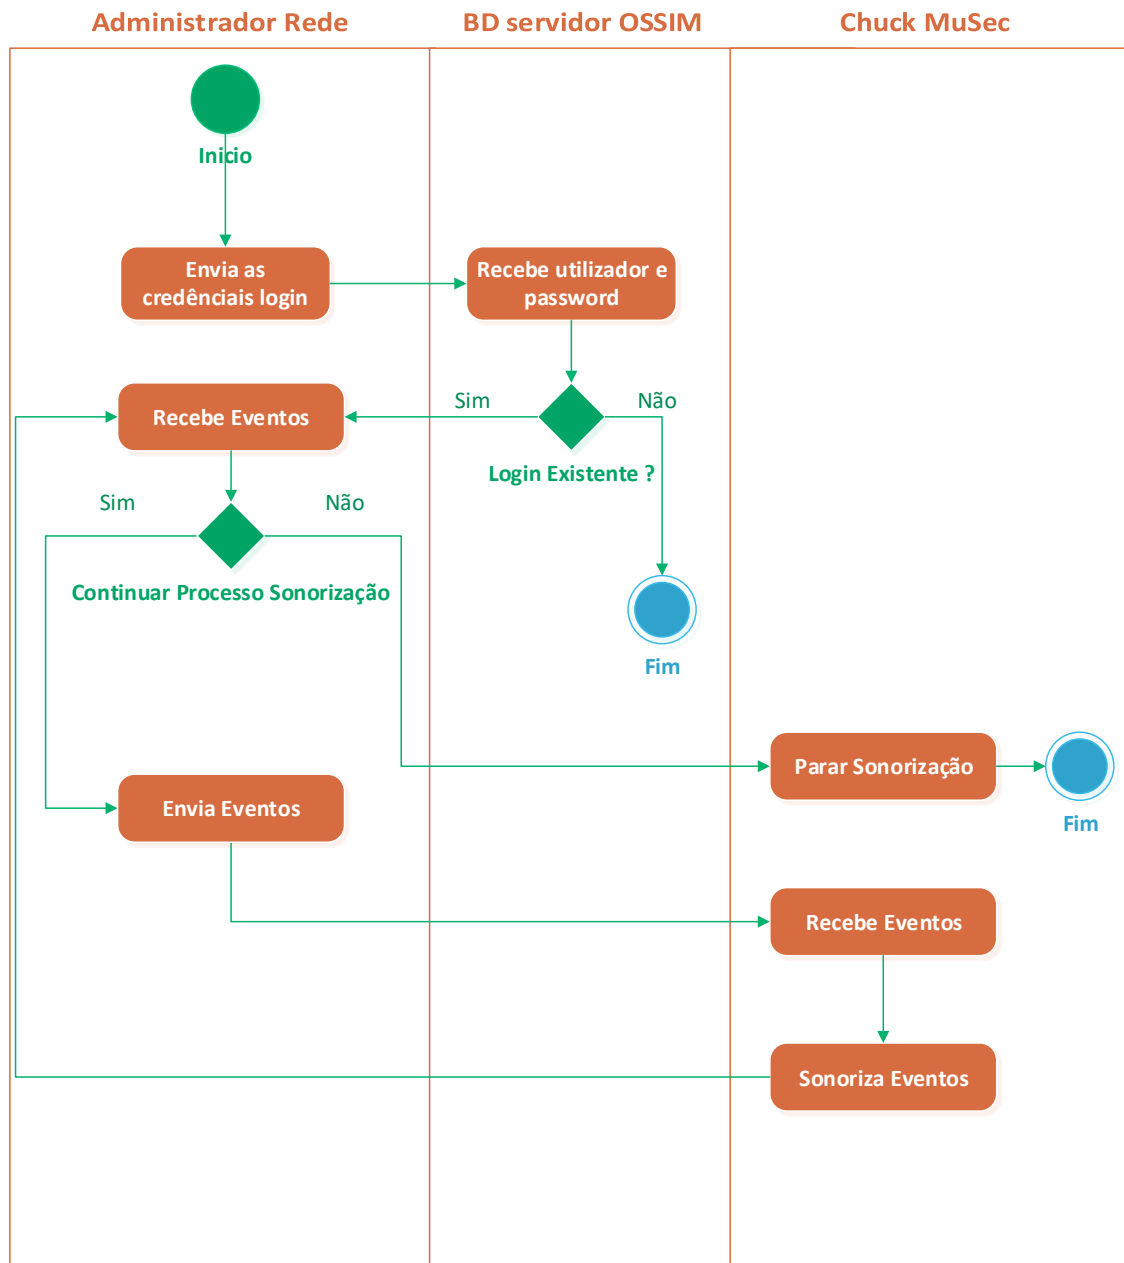 Administrador Rede
BD servidor OSSIM
Chuck MuSec
Inicio
Envia as
credênciais login
Recebe utilizador e
password
Recebe Eventos
Sim
Não
Login Existente ?
Sim
Não
Continuar Processo Sonorização
Fim
Parar Sonorização
Fim
Envia Eventos
Recebe Eventos
Sonoriza Eventos